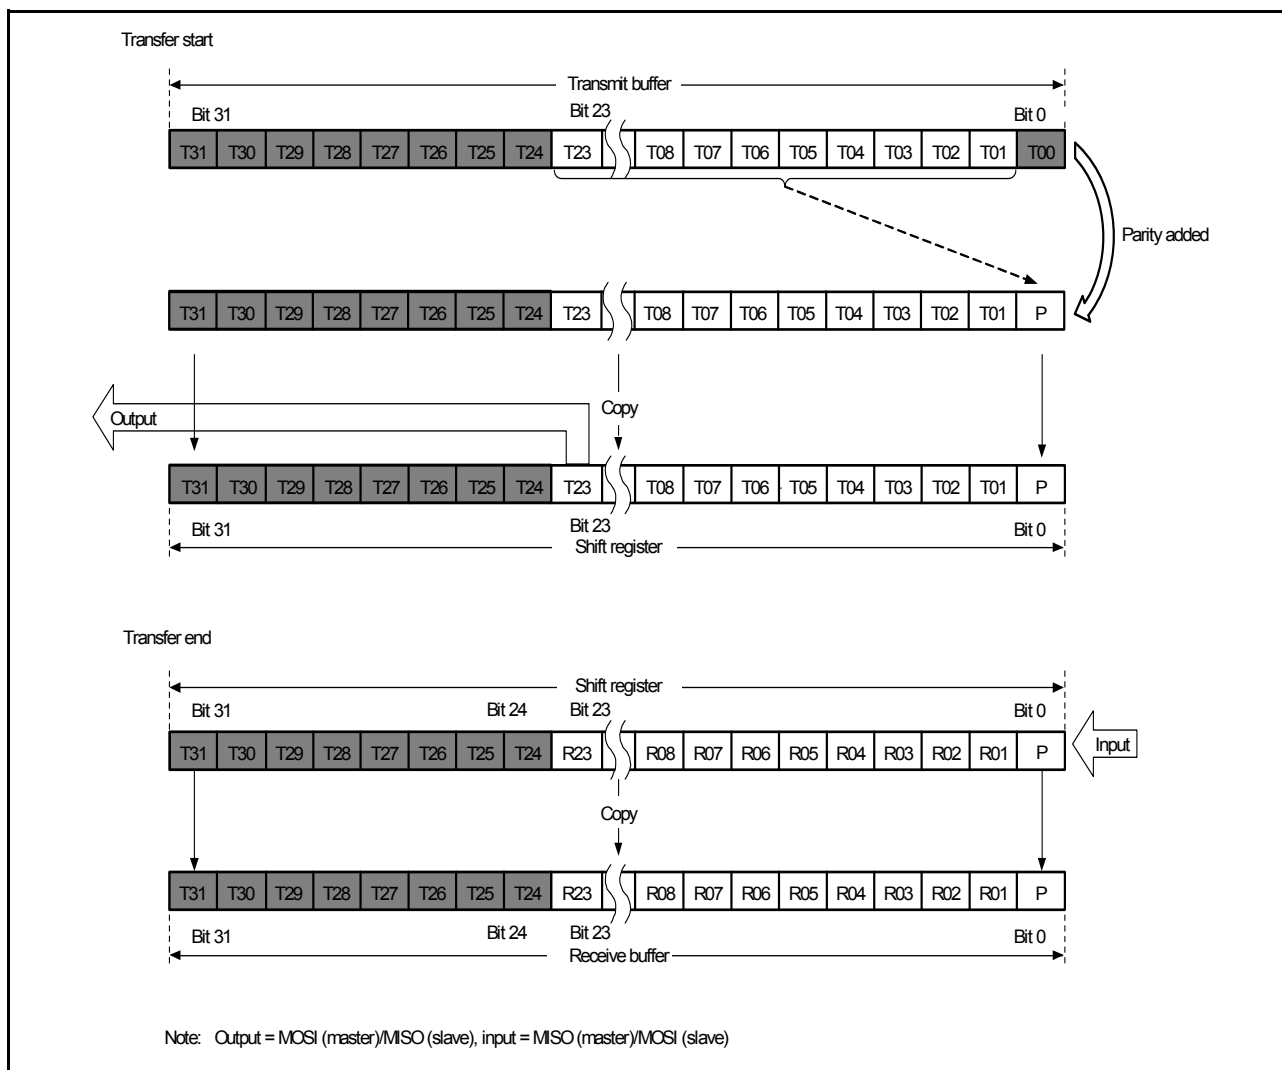 Transfer start
Transmit buffer
Bit 31 Bit 23 Bit 0
T31 T30 T29 T28 T27 T26 T25 T24 T23 T08 T07 T06 T05 T04 T03 T02 T01 T00
Parity added
T31 T30 T29 T28 T27 T26 T25 T24 T23 T08 T07 T06 T05 T04 T03 T02 T01 P
Output Copy
T31 T30 T29 T28 T27 T26 T25 T24 T23 T08 T07 T06 T05 T04 T03 T02 T01 P
Bit 31 Bit 23 Bit 0
Shift register
Transfer end
Shift register
Bit 31 Bit 24 Bit 23 Bit 0
T31 T30 T29 T28 T27 T26 T25 T24 R23 R08 R07 R06 R05 R04 R03 R02 R01 P
Input
Copy
T31 T30 T29 T28 T27 T26 T25 T24 R23 R08 R07 R06 R05 R04 R03 R02 R01 P
Bit 31 Bit 24 Bit 23 Bit 0
Receive buffer
Note: Output = MOSI (master)/MISO (slave), input = MISO (master)/MOSI (slave)